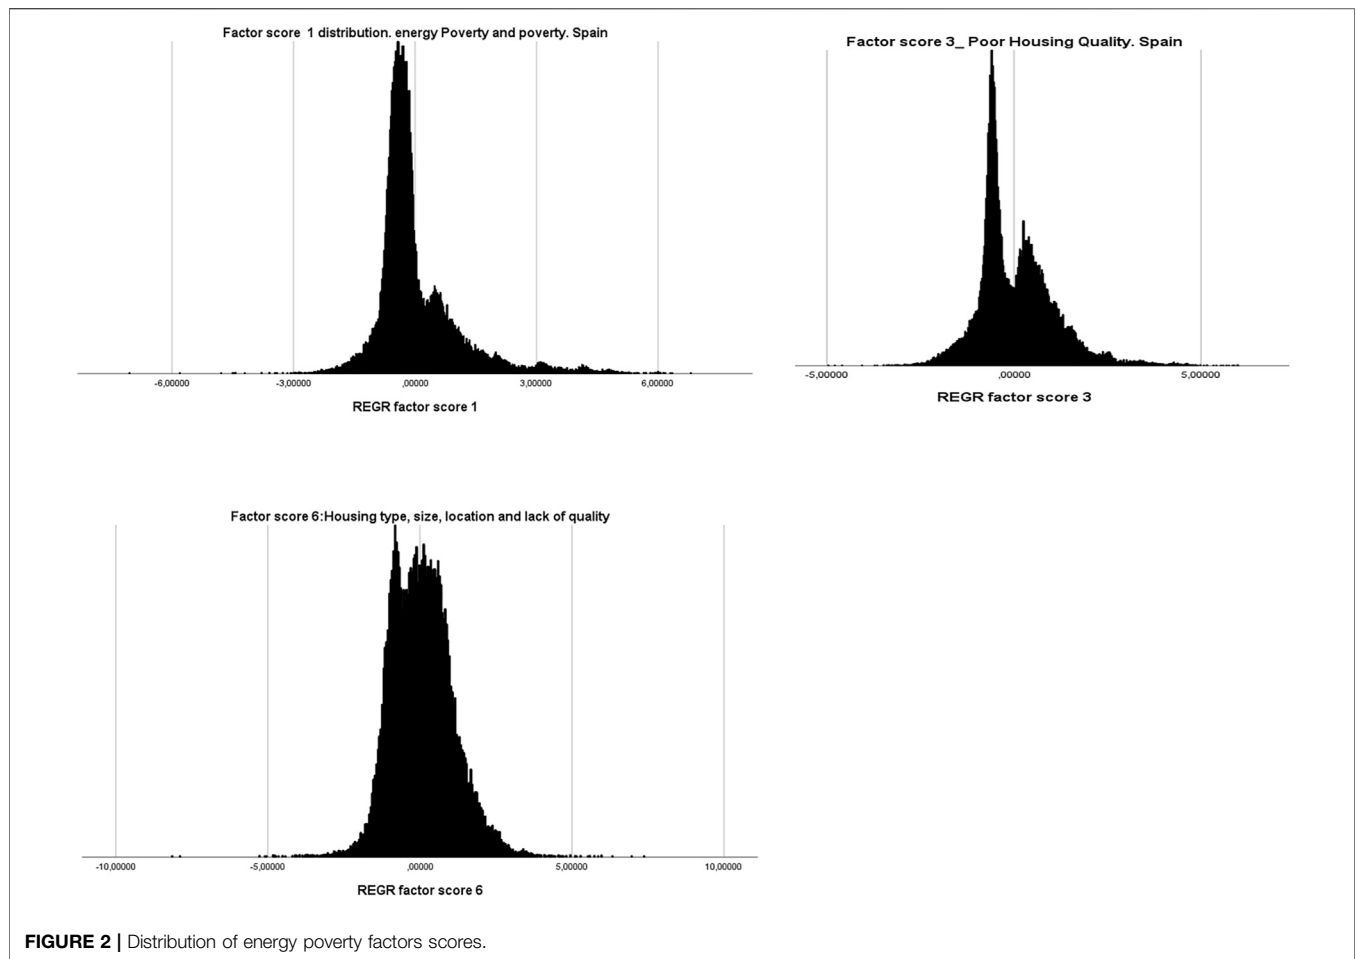 Factor score 1 distribution. energy Poverty and poverty. Spain
-6,00000 -3,00000 ,00000 3,00000 6,00000
REGR factor score 1
Factor score 3_ Poor Housing Quality. Spain
-5,00000 ,00000 5,00000
REGR factor score 3
Factor score 6:Housing type, size, location and lack of quality
-10,00000 -5,00000 ,00000 5,00000 10,00000
REGR factor score 6
FIGURE 2 | Distribution of energy poverty factors scores.